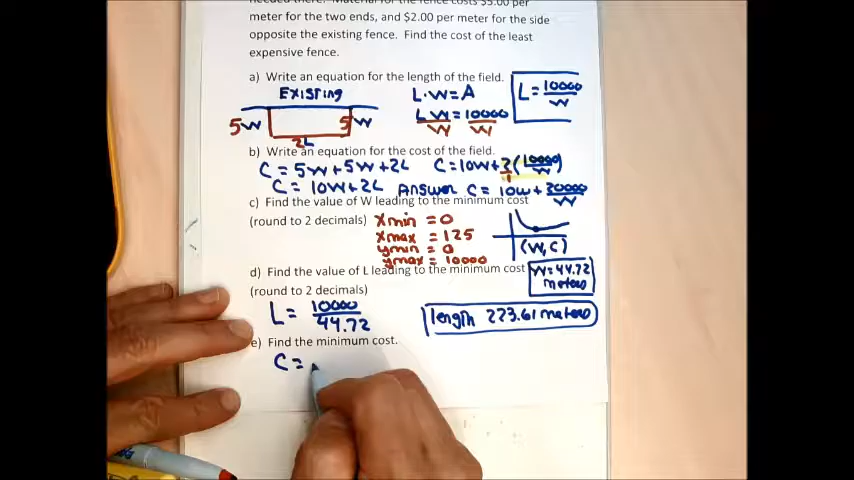 needed there. Material for the fence costs $5.00 per
meter for the two ends, and $2.00 per meter for the side
opposite the existing fence. Find the cost of the least
expensive fence.
a) Write an equation for the length of the field.
EXISTING
5W
5W
2L
L·W=A
LW = 10000
W W
L = 10000
W
b) Write an equation for the cost of the field.
C = 5W + 5W + 2L
C = 10W + 2L
C = 10W + 2/1 (10000/W)
Answer C = 10W + 20000
W
c) Find the value of W leading to the minimum cost
(round to 2 decimals)
xmin = 0
xmax = 125
ymin = 0
ymax = 10000
(W, C)
W = 44.72
meters
d) Find the value of L leading to the minimum cost
(round to 2 decimals)
L = 10000
44.72
length 223.61 meters
e) Find the minimum cost.
C =